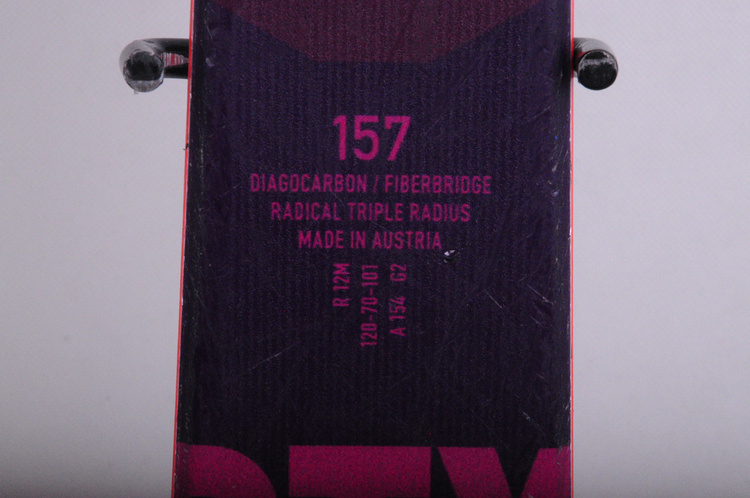 157
DIAGOCARBON / FIBERBRIDGE
RADICAL TRIPLE RADIUS
MADE IN AUSTRIA
R 12M
120-70-101
A 154 G2